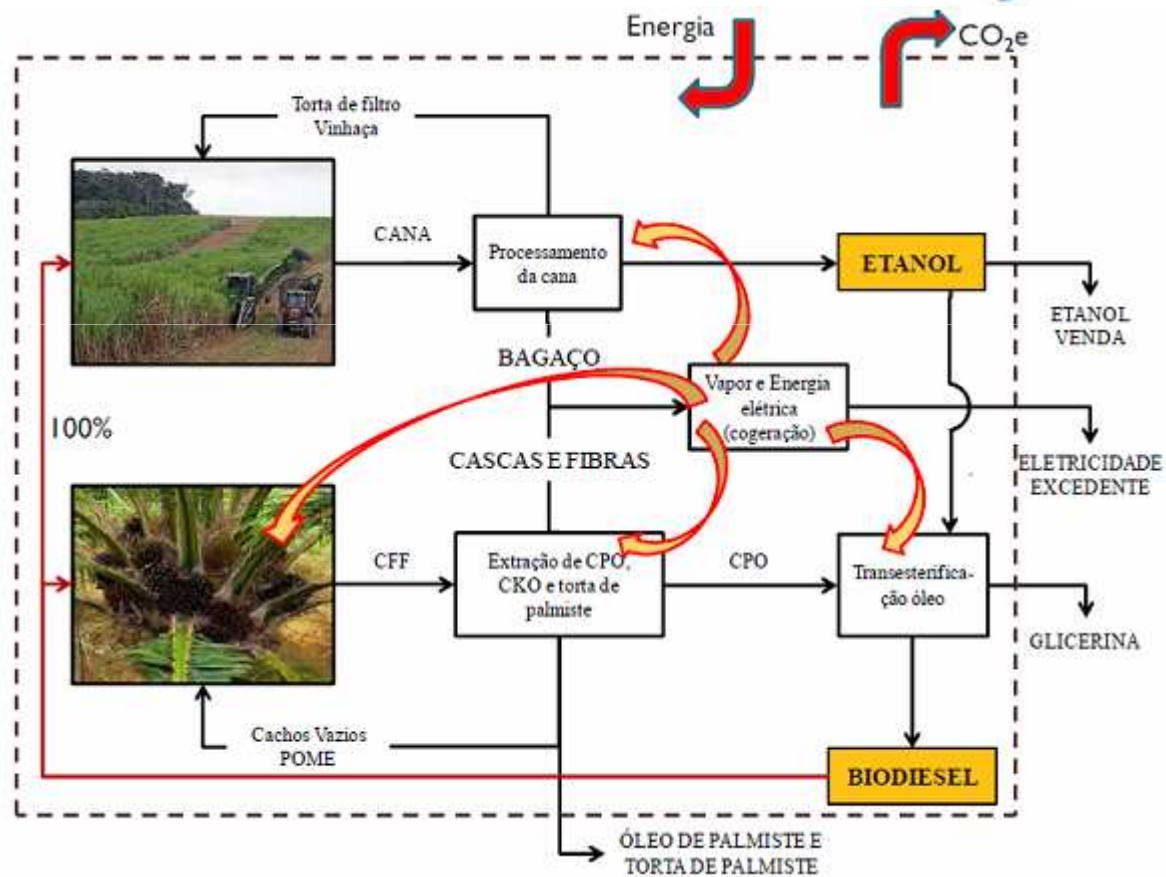 Energia
CO₂e
Torta de filtro
Vinhaça
CANA
Processamento
da cana
ETANOL
ETANOL
VENDA
BAGAÇO
Vapor e Energia
elétrica
(cogeração)
100%
CASCAS E FIBRAS
ELETRICIDADE
EXCEDENTE
CFF
Extração de CPO,
CKO e torta de
palmiste
CPO
Transesterifica-
ção óleo
GLICERINA
Cachos Vazios
POME
BIODIESEL
ÓLEO DE PALMISTE E
TORTA DE PALMISTE